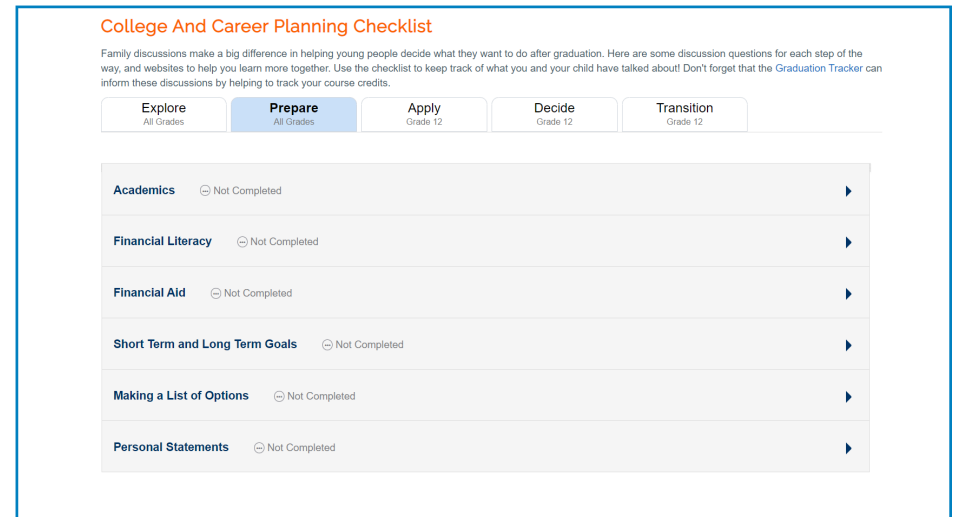 College And Career Planning Checklist
Family discussions make a big difference in helping young people decide what they want to do after graduation. Here are some discussion questions for each step of the
way, and websites to help you learn more together. Use the checklist to keep track of what you and your child have talked about! Don't forget that the Graduation Tracker can
inform these discussions by helping to track your course credits.
Explore Prepare Apply Decide Transition
All Grades All Grades Grade 12 Grade 12 Grade 12
Academics Not Completed
Financial Literacy Not Completed
Financial Aid Not Completed
Short Term and Long Term Goals Not Completed
Making a List of Options Not Completed
Personal Statements Not Completed